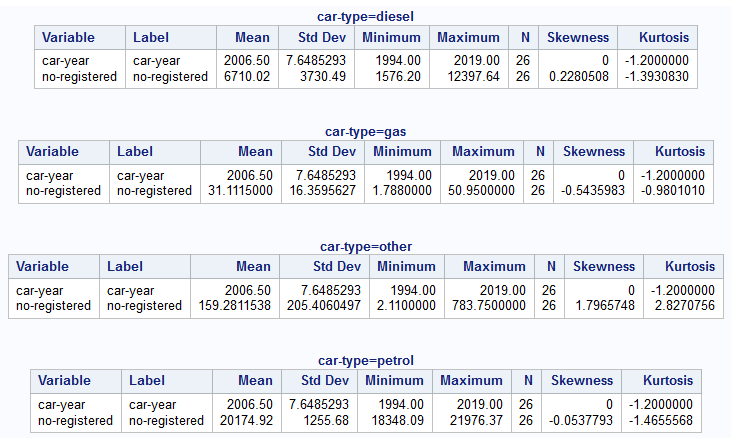 car-type=diesel
Variable Label Mean Std Dev Minimum Maximum N Skewness Kurtosis
car-year car-year 2006.50 7.6485293 1994.00 2019.00 26 0 -1.2000000
no-registered no-registered 6710.02 3730.49 1576.20 12397.64 26 0.2280508 -1.3930830
car-type=gas
Variable Label Mean Std Dev Minimum Maximum N Skewness Kurtosis
car-year car-year 2006.50 7.6485293 1994.00 2019.00 26 0 -1.2000000
no-registered no-registered 31.1115000 16.3595627 1.7880000 50.9500000 26 -0.5435983 -0.9801010
car-type=other
Variable Label Mean Std Dev Minimum Maximum N Skewness Kurtosis
car-year car-year 2006.50 7.6485293 1994.00 2019.00 26 0 -1.2000000
no-registered no-registered 159.2811538 205.4060497 2.1100000 783.7500000 26 1.7965748 2.8270756
car-type=petrol
Variable Label Mean Std Dev Minimum Maximum N Skewness Kurtosis
car-year car-year 2006.50 7.6485293 1994.00 2019.00 26 0 -1.2000000
no-registered no-registered 20174.92 1255.68 18348.09 21976.37 26 -0.0537793 -1.4655568